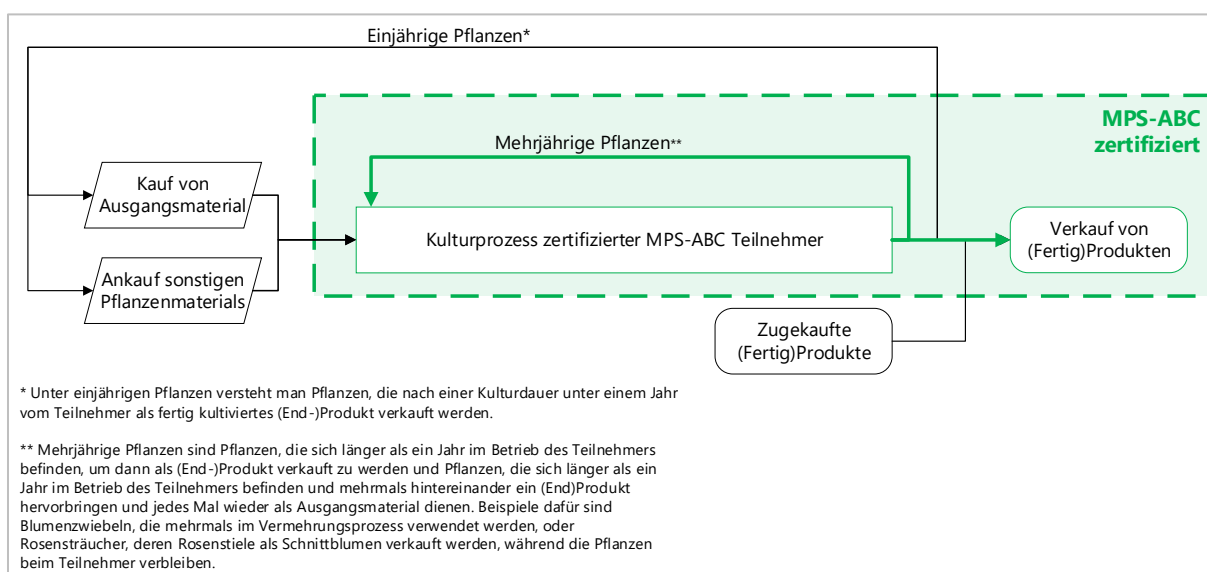 Einjährige Pflanzen*
MPS-ABC
zertifiziert
Mehrjährige Pflanzen**
Kauf von
Ausgangsmaterial
Kulturprozess zertifizierter MPS-ABC Teilnehmer
Verkauf von
(Fertig)Produkten
Ankauf sonstigen
Pflanzenmaterials
Zugekaufte
(Fertig)Produkte
* Unter einjährigen Pflanzen versteht man Pflanzen, die nach einer Kulturdauer unter einem Jahr
vom Teilnehmer als fertig kultiviertes (End-)Produkt verkauft werden.
** Mehrjährige Pflanzen sind Pflanzen, die sich länger als ein Jahr im Betrieb des Teilnehmers
befinden, um dann als (End-)Produkt verkauft zu werden und Pflanzen, die sich länger als ein
Jahr im Betrieb des Teilnehmers befinden und mehrmals hintereinander ein (End)Produkt
hervorbringen und jedes Mal wieder als Ausgangsmaterial dienen. Beispiele dafür sind
Blumenzwiebeln, die mehrmals im Vermehrungsprozess verwendet werden, oder
Rosensträucher, deren Rosenstiele als Schnittblumen verkauft werden, während die Pflanzen
beim Teilnehmer verbleiben.